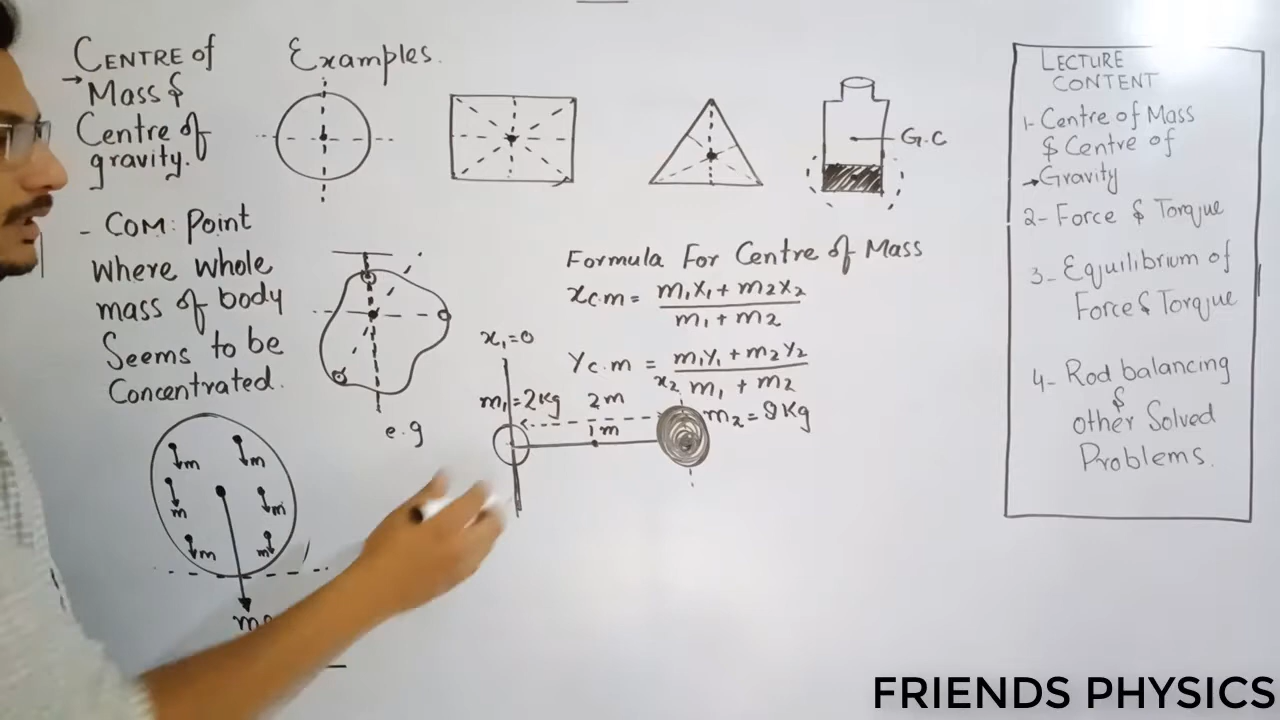 CENTRE of
→ Mass &
Centre of
gravity.
Examples.
G.C
- COM: Point
where whole
mass of body
Seems to be
Concentrated.
e.g
m
m
m
m
m
m
Formula For Centre of Mass
xc.m = m1x1 + m2x2
m1 + m2
Yc.m = m1y1 + m2y2
m1 + m2
x1=0
x2
m1=2kg
2m
1m
m2=8kg
LECTURE
CONTENT
1- Centre of Mass
& Centre of
→Gravity
2- Force & Torque
3- Equilibrium of
Force & Torque
4- Rod balancing
&
other Solved
Problems.
FRIENDS PHYSICS